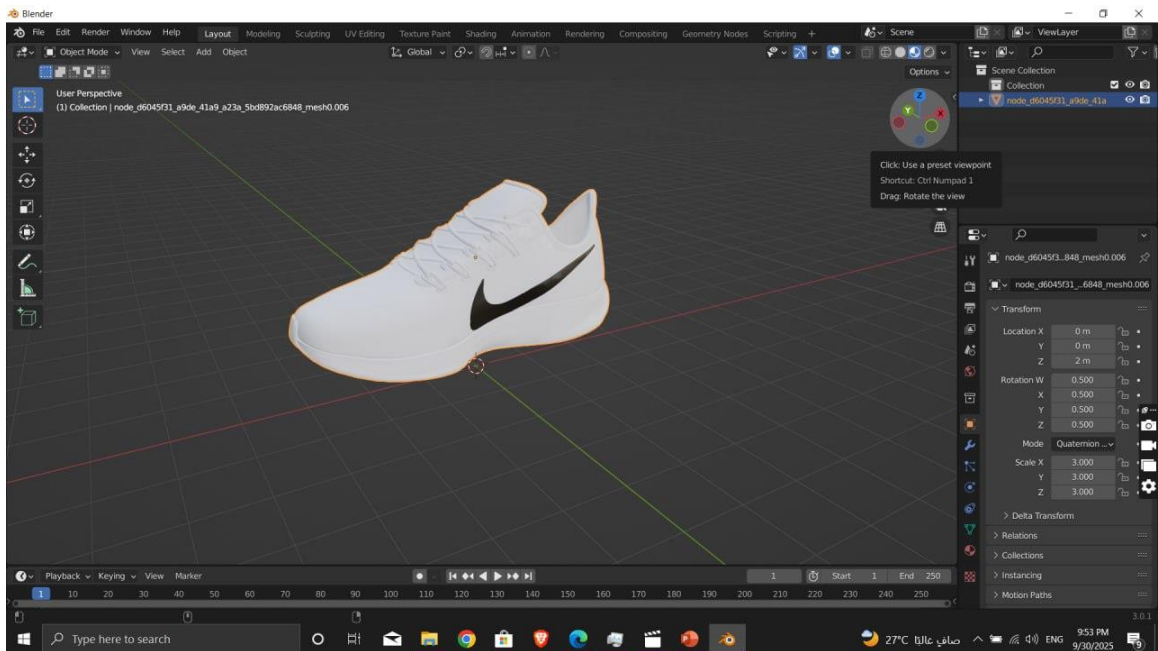 Blender
File Edit Render Window Help Layout Modeling Sculpting UV Editing Texture Paint Shading Animation Rendering Compositing Geometry Nodes Scripting + Scene ViewLayer
Object Mode View Select Add Object Global
Options
User Perspective
(1) Collection | node_d6045f31_a9de_41a9_a23a_5bd892ac6848_mesh0.006
Z
Y
X
Click: Use a preset viewpoint
Shortcut: Ctrl Numpad 1
Drag: Rotate the view
Scene Collection
Collection
node_d6045f31_a9de_41a
node_d6045f3...848_mesh0.006
node_d6045f31_...6848_mesh0.006
Transform
Location X 0 m
Y 0 m
Z 2 m
Rotation W 0.500
X 0.500
Y 0.500
Z 0.500
Mode Quaternion ...
Scale X 3.000
Y 3.000
Z 3.000
Delta Transform
Relations
Collections
Instancing
Motion Paths
Playback Keying View Marker 1 Start 1 End 250
1 10 20 30 40 50 60 70 80 90 100 110 120 130 140 150 160 170 180 190 200 210 220 230 240 250
3.0.1
Type here to search
27°C صافي غالبًا
ENG
9:53 PM
9/30/2025
9